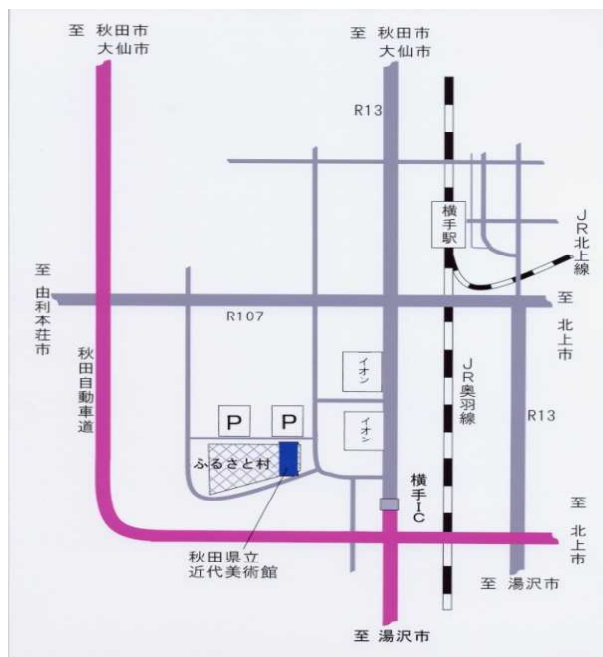 至 秋田市
大仙市
至 秋田市
大仙市
R13
横手駅
JR北上線
至 由利本荘市
R107
至 北上市
秋田自動車道
イオン
JR奥羽線
R13
P
P
イオン
ふるさと村
横手IC
至 北上市
秋田県立
近代美術館
至 湯沢市
至 湯沢市